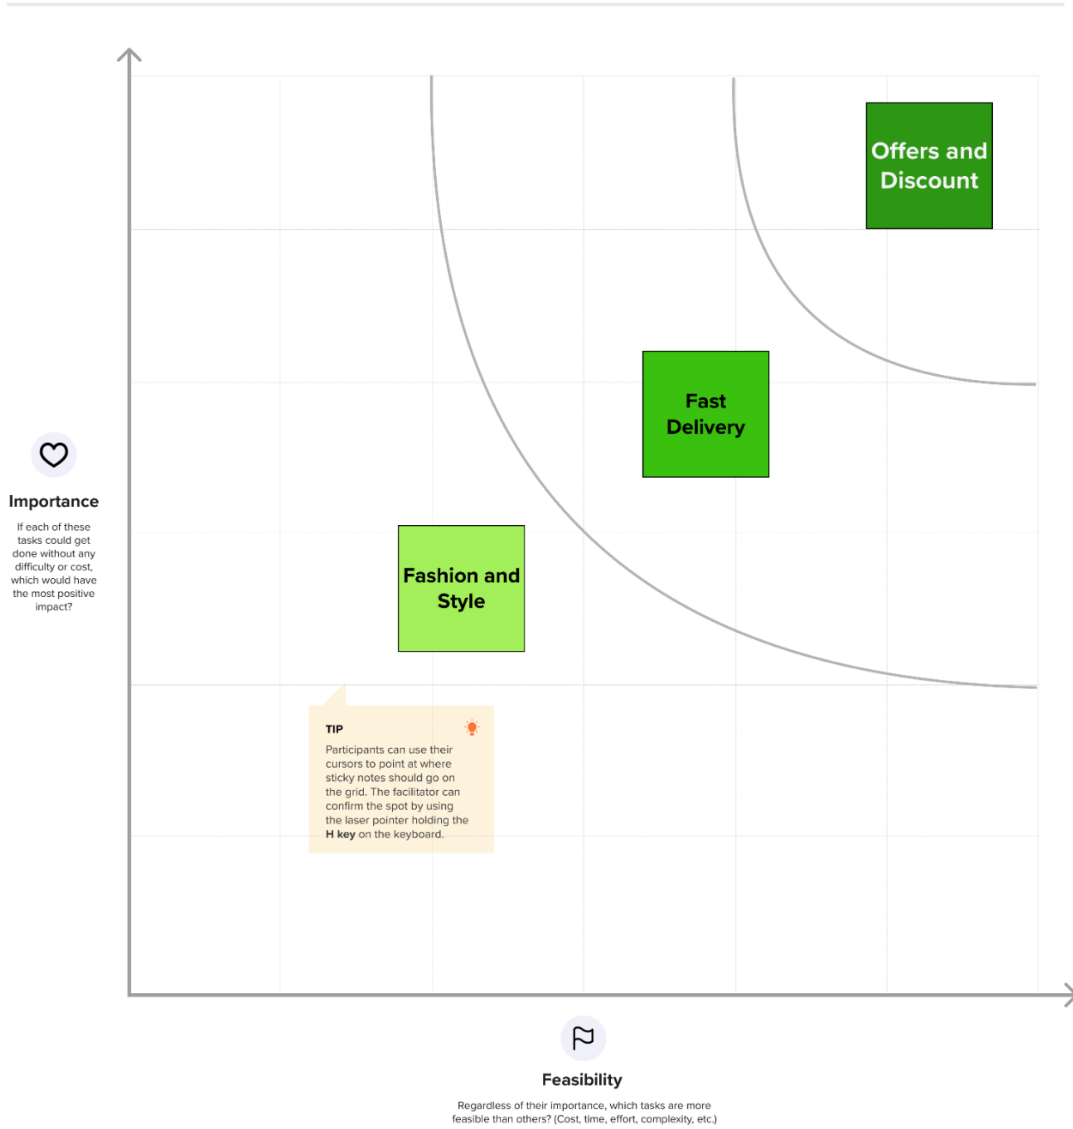 Offers and
Discount
Fast
Delivery
Importance
If each of these
tasks could get
done without any
difficulty or cost,
which would have
the most positive
impact?
Fashion and
Style
TIP
Participants can use their
cursors to point at where
sticky notes should go on
the grid. The facilitator can
confirm the spot by using
the laser pointer holding the
H key on the keyboard.
Feasibility
Regardless of their importance, which tasks are more
feasible than others? (Cost, time, effort, complexity, etc.)